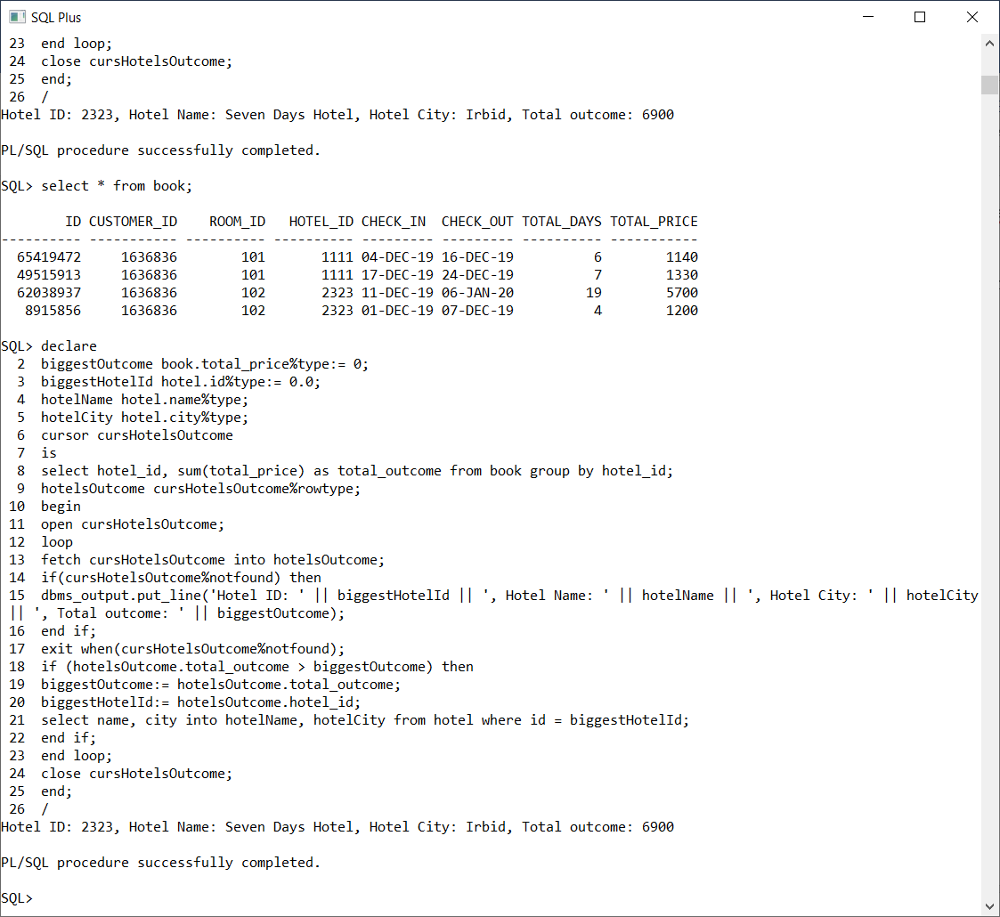 SQL Plus
23  end loop;
24  close cursHotelsOutcome;
25  end;
26  /
Hotel ID: 2323, Hotel Name: Seven Days Hotel, Hotel City: Irbid, Total outcome: 6900
PL/SQL procedure successfully completed.
SQL> select * from book;
        ID CUSTOMER_ID    ROOM_ID   HOTEL_ID CHECK_IN  CHECK_OUT TOTAL_DAYS TOTAL_PRICE
---------- ----------- ---------- ---------- --------- --------- ---------- -----------
  65419472     1636836        101       1111 04-DEC-19 16-DEC-19          6        1140
  49515913     1636836        101       1111 17-DEC-19 24-DEC-19          7        1330
  62038937     1636836        102       2323 11-DEC-19 06-JAN-20         19        5700
   8915856     1636836        102       2323 01-DEC-19 07-DEC-19          4        1200
SQL> declare
  2  biggestOutcome book.total_price%type:= 0;
  3  biggestHotelId hotel.id%type:= 0.0;
  4  hotelName hotel.name%type;
  5  hotelCity hotel.city%type;
  6  cursor cursHotelsOutcome
  7  is
  8  select hotel_id, sum(total_price) as total_outcome from book group by hotel_id;
  9  hotelsOutcome cursHotelsOutcome%rowtype;
 10  begin
 11  open cursHotelsOutcome;
 12  loop
 13  fetch cursHotelsOutcome into hotelsOutcome;
 14  if(cursHotelsOutcome%notfound) then
 15  dbms_output.put_line('Hotel ID: ' || biggestHotelId || ', Hotel Name: ' || hotelName || ', Hotel City: ' || hotelCity
 || ', Total outcome: ' || biggestOutcome);
 16  end if;
 17  exit when(cursHotelsOutcome%notfound);
 18  if (hotelsOutcome.total_outcome > biggestOutcome) then
 19  biggestOutcome:= hotelsOutcome.total_outcome;
 20  biggestHotelId:= hotelsOutcome.hotel_id;
 21  select name, city into hotelName, hotelCity from hotel where id = biggestHotelId;
 22  end if;
 23  end loop;
 24  close cursHotelsOutcome;
 25  end;
 26  /
Hotel ID: 2323, Hotel Name: Seven Days Hotel, Hotel City: Irbid, Total outcome: 6900
PL/SQL procedure successfully completed.
SQL>